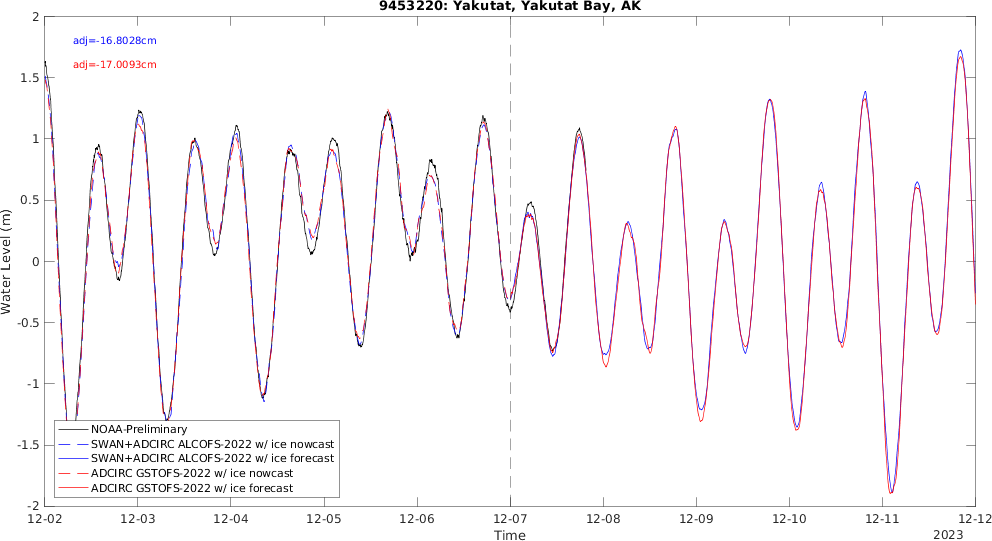 9453220: Yakutat, Yakutat Bay, AK
adj=-16.8028cm
adj=-17.0093cm
Water Level (m)
2
1.5
1
0.5
0
-0.5
-1
-1.5
-2
NOAA-Preliminary
SWAN+ADCIRC ALCOFS-2022 w/ ice nowcast
SWAN+ADCIRC ALCOFS-2022 w/ ice forecast
ADCIRC GSTOFS-2022 w/ ice nowcast
ADCIRC GSTOFS-2022 w/ ice forecast
12-02 12-03 12-04 12-05 12-06 12-07 12-08 12-09 12-10 12-11 12-12
Time
2023